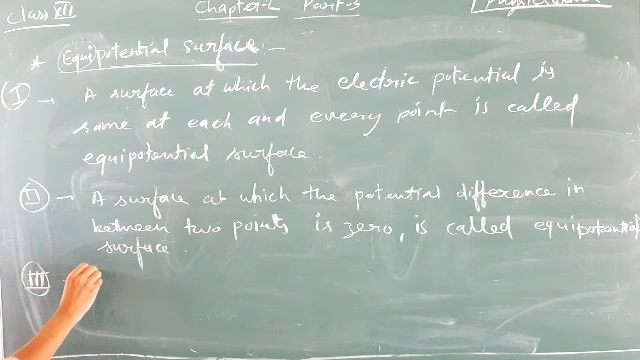 Class XII Chapter-2 Part-3
* Equipotential surface:-
I → A surface at which the electric potential is
same at each and every point is called
equipotential surface.
II → A surface at which the potential difference in
between two points is zero, is called equipotential
surface.
III